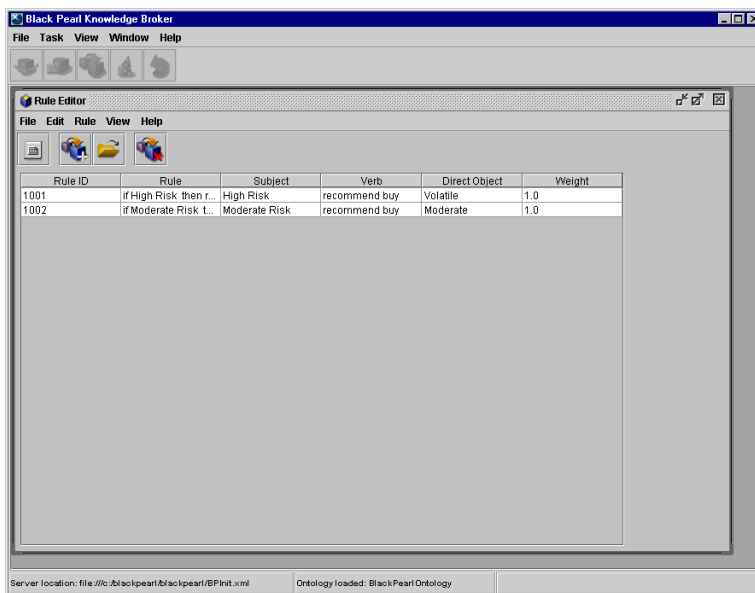 Black Pearl Knowledge Broker
File Task View Window Help
Rule Editor
File Edit Rule View Help
Rule ID Rule Subject Verb Direct Object Weight
1001 if High Risk then r... High Risk recommend buy Volatile 1.0
1002 if Moderate Risk t... Moderate Risk recommend buy Moderate 1.0
Server location: file:///c:/blackpearl/blackpearl/BPInit.xml Ontology loaded: BlackPearlOntology